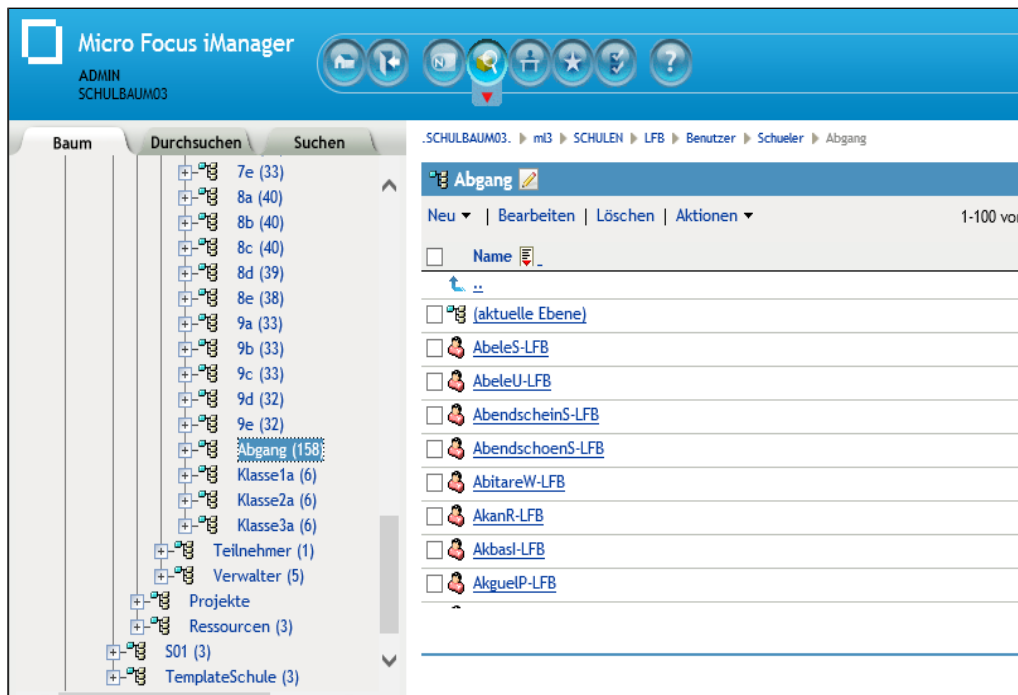 Micro Focus iManager
ADMIN
SCHULBAUM03
N
?
Baum
Durchsuchen
Suchen
7e (33)
8a (40)
8b (40)
8c (40)
8d (39)
8e (38)
9a (33)
9b (33)
9c (33)
9d (32)
9e (32)
Abgang (158)
Klasse1a (6)
Klasse2a (6)
Klasse3a (6)
Teilnehmer (1)
Verwalter (5)
Projekte
Ressourcen (3)
S01 (3)
TemplateSchule (3)
.SCHULBAUM03. ml3 SCHULEN LFB Benutzer Schueler Abgang
Abgang
Neu | Bearbeiten | Löschen | Aktionen 1-100 vor
Name
..
(aktuelle Ebene)
AbeleS-LFB
AbeleU-LFB
AbendscheinS-LFB
AbendschoenS-LFB
AbitareW-LFB
AkanR-LFB
AkbasI-LFB
AkguelP-LFB